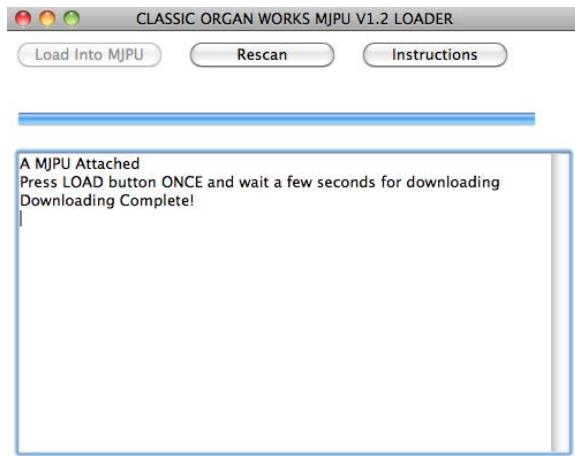 CLASSIC ORGAN WORKS MJPU V1.2 LOADER
Load Into MJPU Rescan Instructions
A MJPU Attached
Press LOAD button ONCE and wait a few seconds for downloading
Downloading Complete!